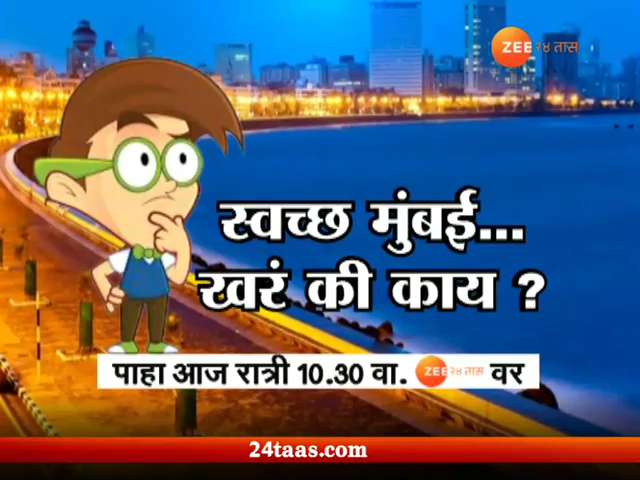 ZEE २४ तास
स्वच्छ मुंबई...
खरं की काय ?
पाहा आज रात्री 10.30 वा. ZEE २४ तास वर
24taas.com